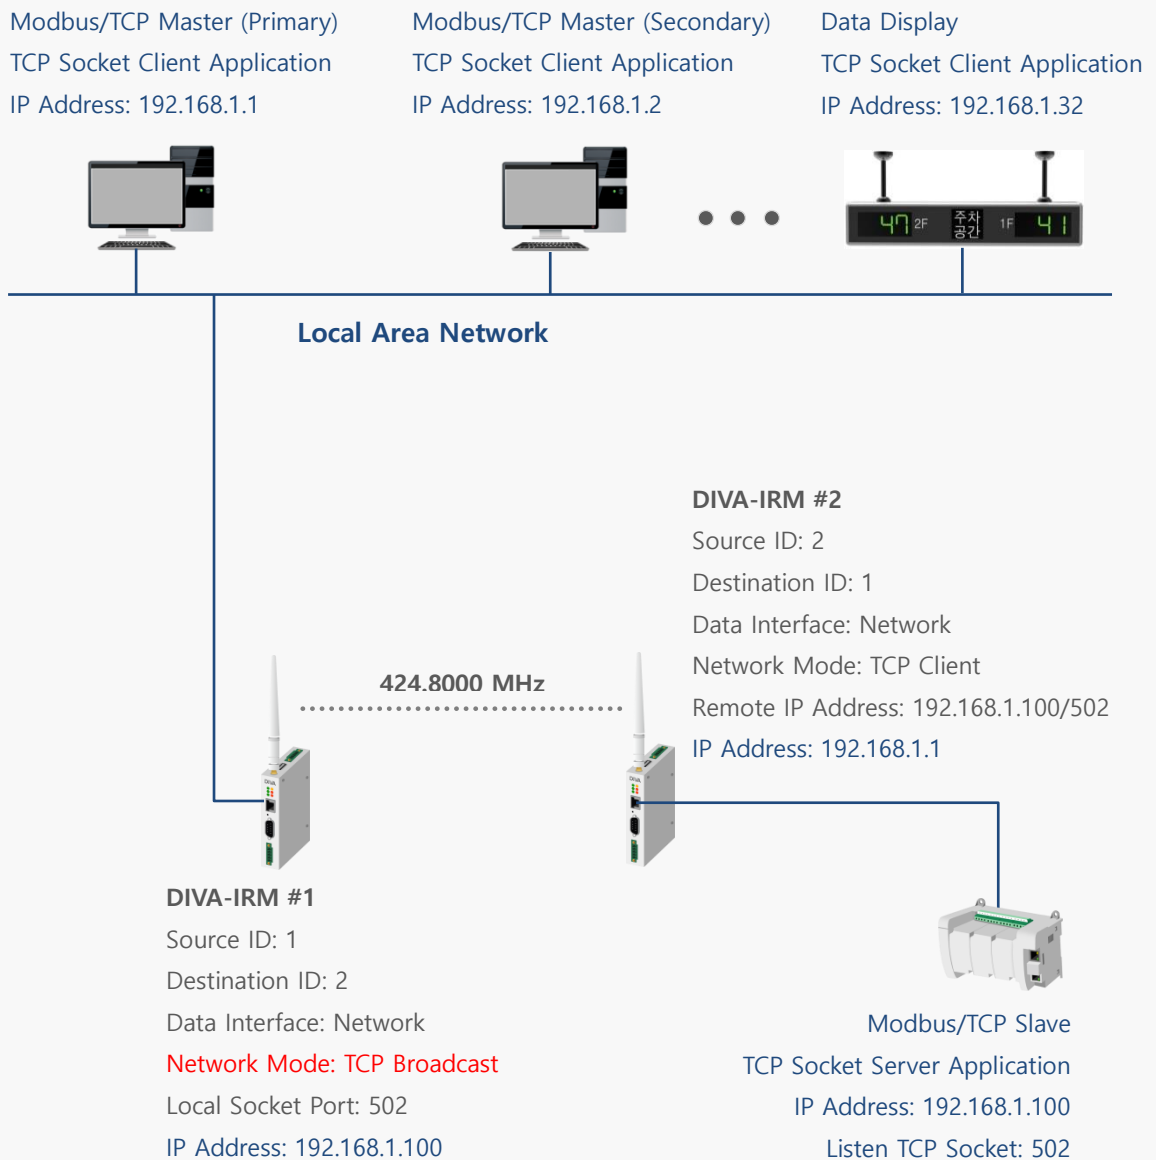 Modbus/TCP Master (Primary)
TCP Socket Client Application
IP Address: 192.168.1.1
Modbus/TCP Master (Secondary)
TCP Socket Client Application
IP Address: 192.168.1.2
Data Display
TCP Socket Client Application
IP Address: 192.168.1.32
47 2F 주차 1F 41
공간
Local Area Network
DIVA-IRM #2
Source ID: 2
Destination ID: 1
Data Interface: Network
Network Mode: TCP Client
Remote IP Address: 192.168.1.100/502
IP Address: 192.168.1.1
424.8000 MHz
DIVA
DIVA
DIVA-IRM #1
Source ID: 1
Destination ID: 2
Data Interface: Network
Network Mode: TCP Broadcast
Local Socket Port: 502
IP Address: 192.168.1.100
Modbus/TCP Slave
TCP Socket Server Application
IP Address: 192.168.1.100
Listen TCP Socket: 502